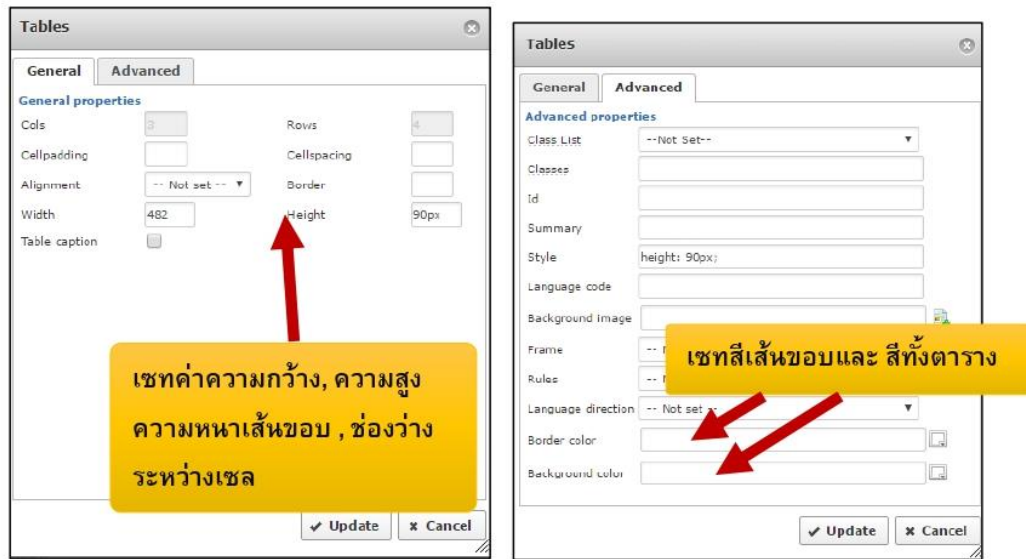 Tables
General Advanced
General properties
Cols 3 Rows 4
Cellpadding Cellspacing
Alignment -- Not set -- Border
Width 482 Height 90px
Table caption
เซทค่าความกว้าง, ความสูง
ความหนาเส้นขอบ , ช่องว่าง
ระหว่างเซล
Update Cancel
Tables
General Advanced
Advanced properties
Class List --Not Set--
Classes
Id
Summary
Style height: 90px;
Language code
Background image
Frame --
เซทสีเส้นขอบและ สีทั้งตาราง
Rules --
Language direction -- Not set --
Border color
Background color
Update Cancel